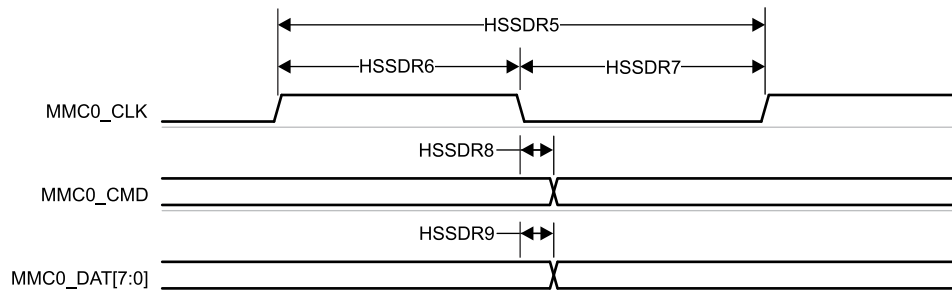 HSSDR5
HSSDR6 HSSDR7
MMC0_CLK
HSSDR8
MMC0_CMD
HSSDR9
MMC0_DAT[7:0]